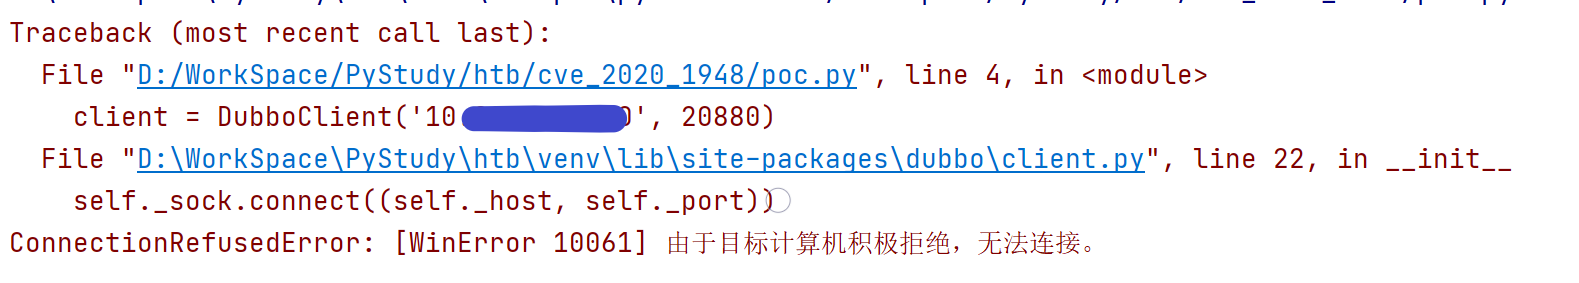 Traceback (most recent call last):
File "D:/WorkSpace/PyStudy/htb/cve_2020_1948/poc.py", line 4, in <module>
client = DubboClient('10 0', 20880)
File "D:\WorkSpace\PyStudy\htb\venv\lib\site-packages\dubbo\client.py", line 22, in __init__
self._sock.connect((self._host, self._port))
ConnectionRefusedError: [WinError 10061] 由于目标计算机积极拒绝，无法连接。